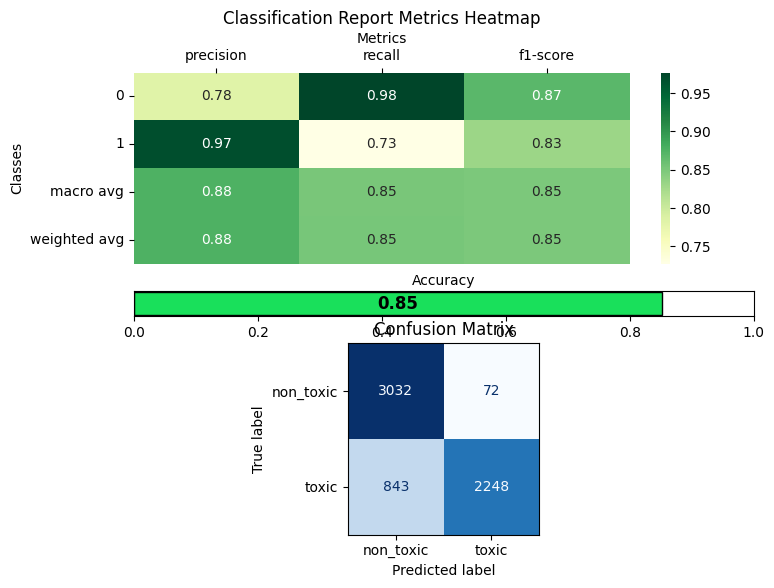 Classification Report Metrics Heatmap
Metrics
precision recall f1-score
0 0.78 0.98 0.87 0.95
1 0.97 0.73 0.83 0.90
Classes
0.85
macro avg 0.88 0.85 0.85
0.80
weighted avg 0.88 0.85 0.85 0.75
Accuracy
0.85
0.0 0.2 0.4 0.6 0.8 1.0
Confusion Matrix
non_toxic 3032 72
True label
toxic 843 2248
non_toxic toxic
Predicted label